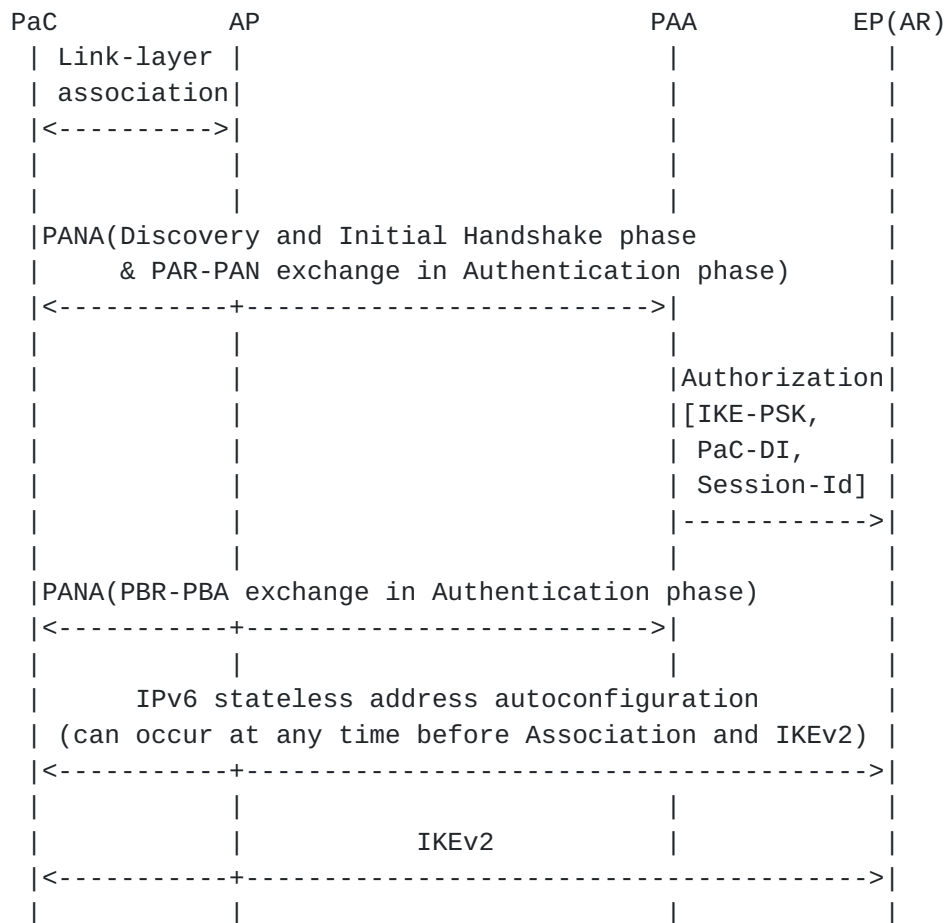 PaC AP PAA EP(AR)
| Link-layer | | |
| association| | |
|<---------->| | |
| | | |
| | | |
|PANA(Discovery and Initial Handshake phase |
| & PAR-PAN exchange in Authentication phase) |
|<-----------+-------------------------->| |
| | | |
| | |Authorization|
| | |[IKE-PSK, |
| | | PaC-DI, |
| | | Session-Id] |
| | |------------>|
| | | |
|PANA(PBR-PBA exchange in Authentication phase) |
|<-----------+-------------------------->| |
| | | |
| IPv6 stateless address autoconfiguration |
| (can occur at any time before Association and IKEv2) |
|<-----------+---------------------------------------->|
| | | |
| | IKEv2 | |
|<-----------+---------------------------------------->|
| | | |